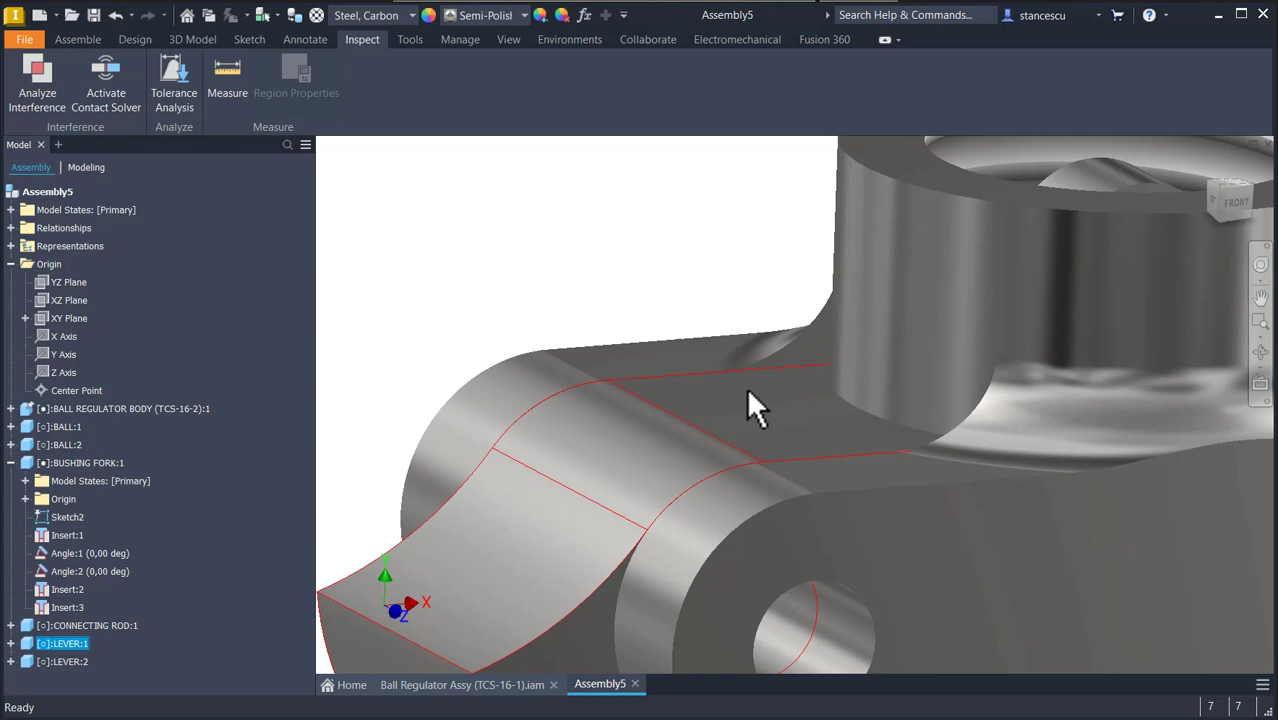 Steel, Carbon
Semi-Polisl
fx
Assembly5
Search Help & Commands...
stancescu
File
Assemble
Design
3D Model
Sketch
Annotate
Inspect
Tools
Manage
View
Environments
Collaborate
Electromechanical
Fusion 360
Analyze
Interference
Activate
Contact Solver
Tolerance
Analysis
Measure
Region Properties
Interference
Analyze
Measure
Model
Assembly
Modeling
Assembly5
Model States: [Primary]
Relationships
Representations
Origin
YZ Plane
XZ Plane
XY Plane
X Axis
Y Axis
Z Axis
Center Point
[●]:BALL REGULATOR BODY (TCS-16-2):1
[○]:BALL:1
[○]:BALL:2
[●]:BUSHING FORK:1
Model States: [Primary]
Origin
Sketch2
Insert:1
Angle:1 (0,00 deg)
Angle:2 (0,00 deg)
Insert:2
Insert:3
[○]:CONNECTING ROD:1
[○]:LEVER:1
[○]:LEVER:2
FRONT
Y
X
Z
Home
Ball Regulator Assy (TCS-16-1).iam
Assembly5
Ready
7
7